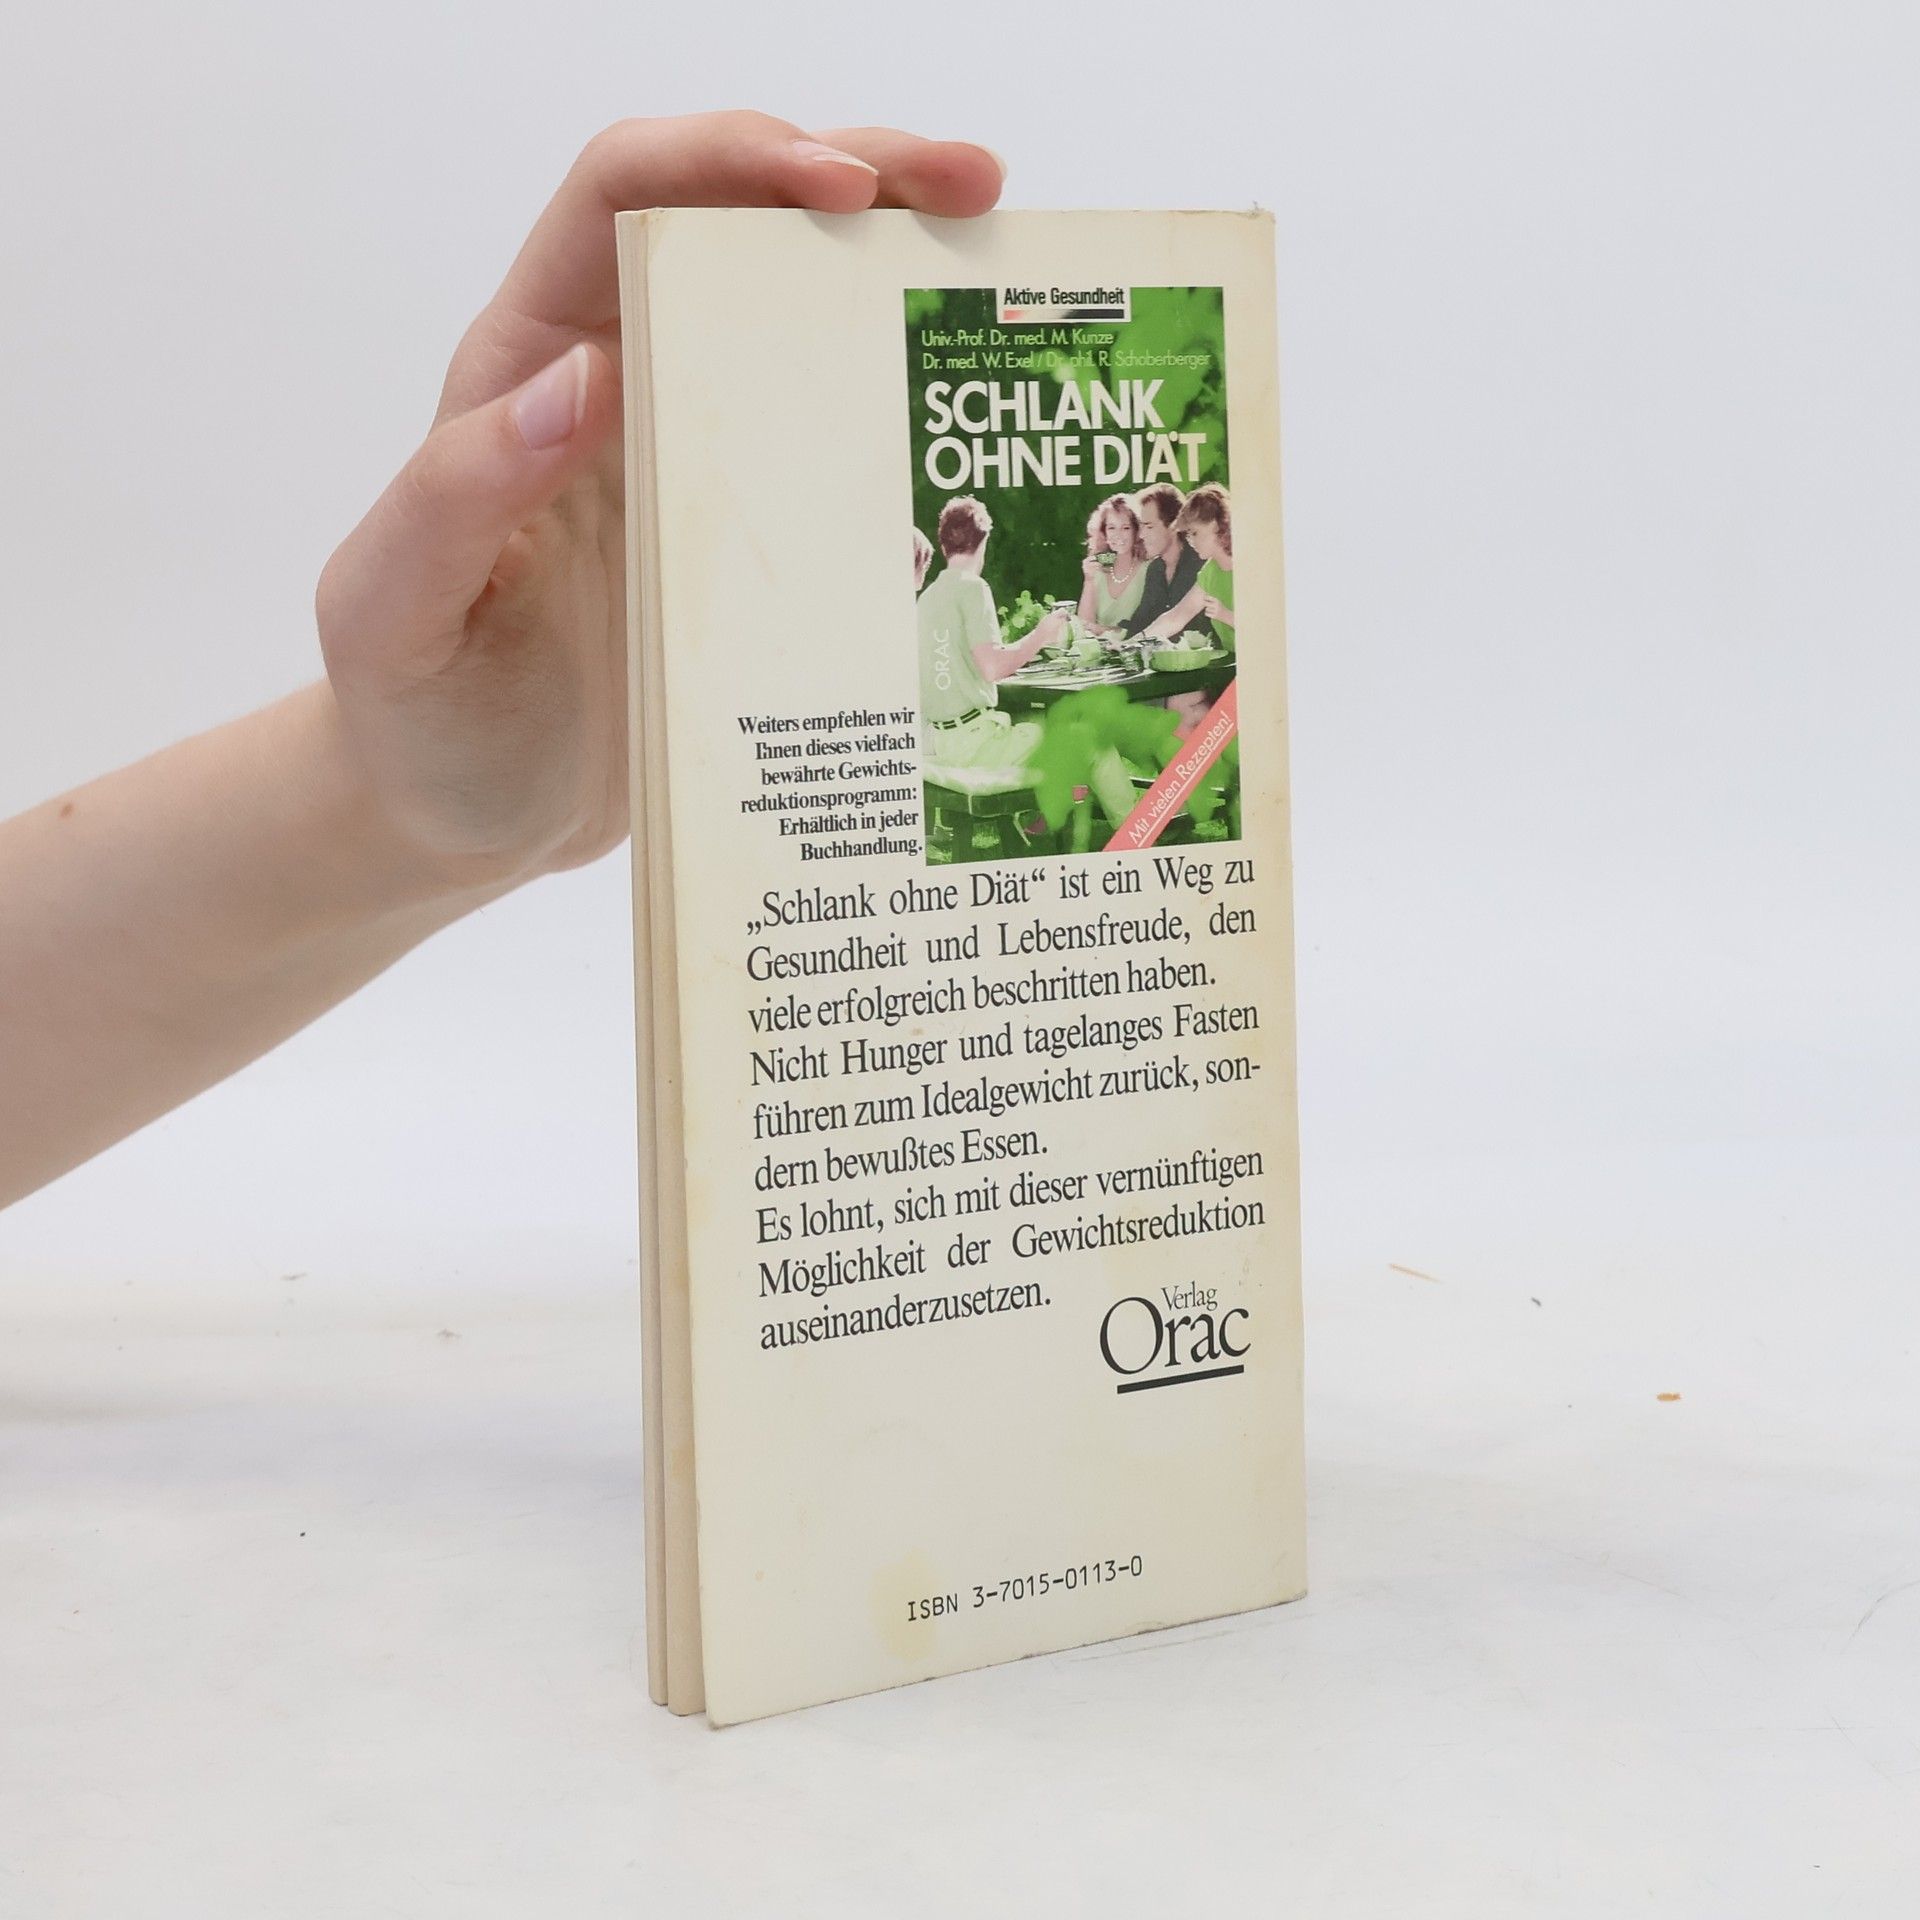 Aktive Gesundheit
Univ.-Prof. Dr. med. M. Kunze
Dr. med. W. Exel / Dr. phil. R. Schoberberger
SCHLANK
OHNE DIÄT
ORAC
Mit vielen Rezepten!
Weiters empfehlen wir
Ihnen dieses vielfach
bewährte Gewichts-
reduktionsprogramm:
Erhältlich in jeder
Buchhandlung.
„Schlank ohne Diät“ ist ein Weg zu
Gesundheit und Lebensfreude, den
viele erfolgreich beschritten haben.
Nicht Hunger und tagelanges Fasten
führen zum Idealgewicht zurück, son-
dern bewußtes Essen.
Es lohnt, sich mit dieser vernünftigen
Möglichkeit der Gewichtsreduktion
auseinanderzusetzen.
Verlag
Orac
ISBN 3-7015-0113-0